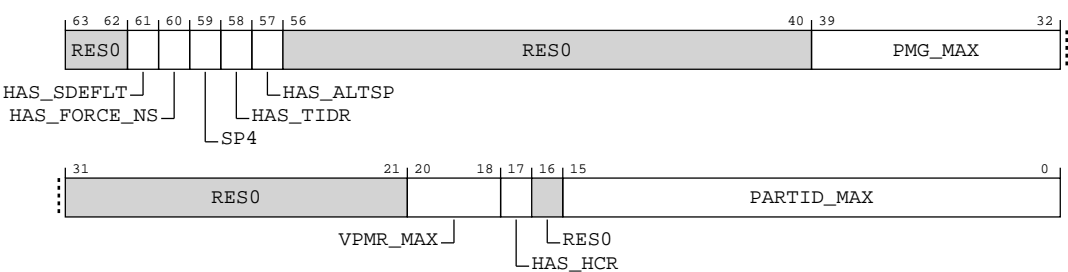 63 62 61 60 59 58 57 56 40 39 32
RES0 RES0 PMG_MAX
HAS_SDEFLT HAS_ALTSP
HAS_FORCE_NS HAS_TIDR
SP4
31 21 20 18 17 16 15 0
RES0 PARTID_MAX
VPMR_MAX RES0
HAS_HCR